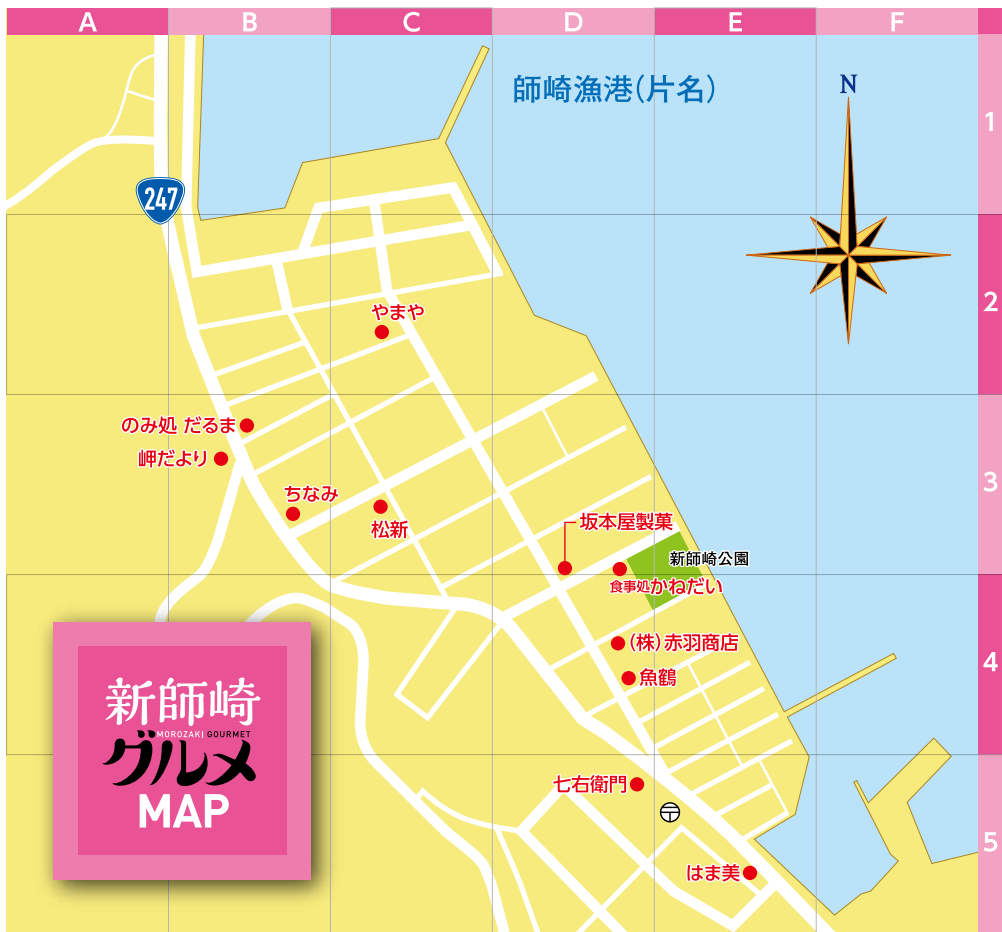 A B C D E F
師崎漁港(片名)
N
1
247
2
やまや
のみ処 だるま
岬だより
3
ちなみ
松新
坂本屋製菓
新師崎公園
食事処かねだい
(株)赤羽商店
4
魚鶴
新師崎
MOROZAKI GOURMET
グルメ
MAP
七右衛門
5
はま美